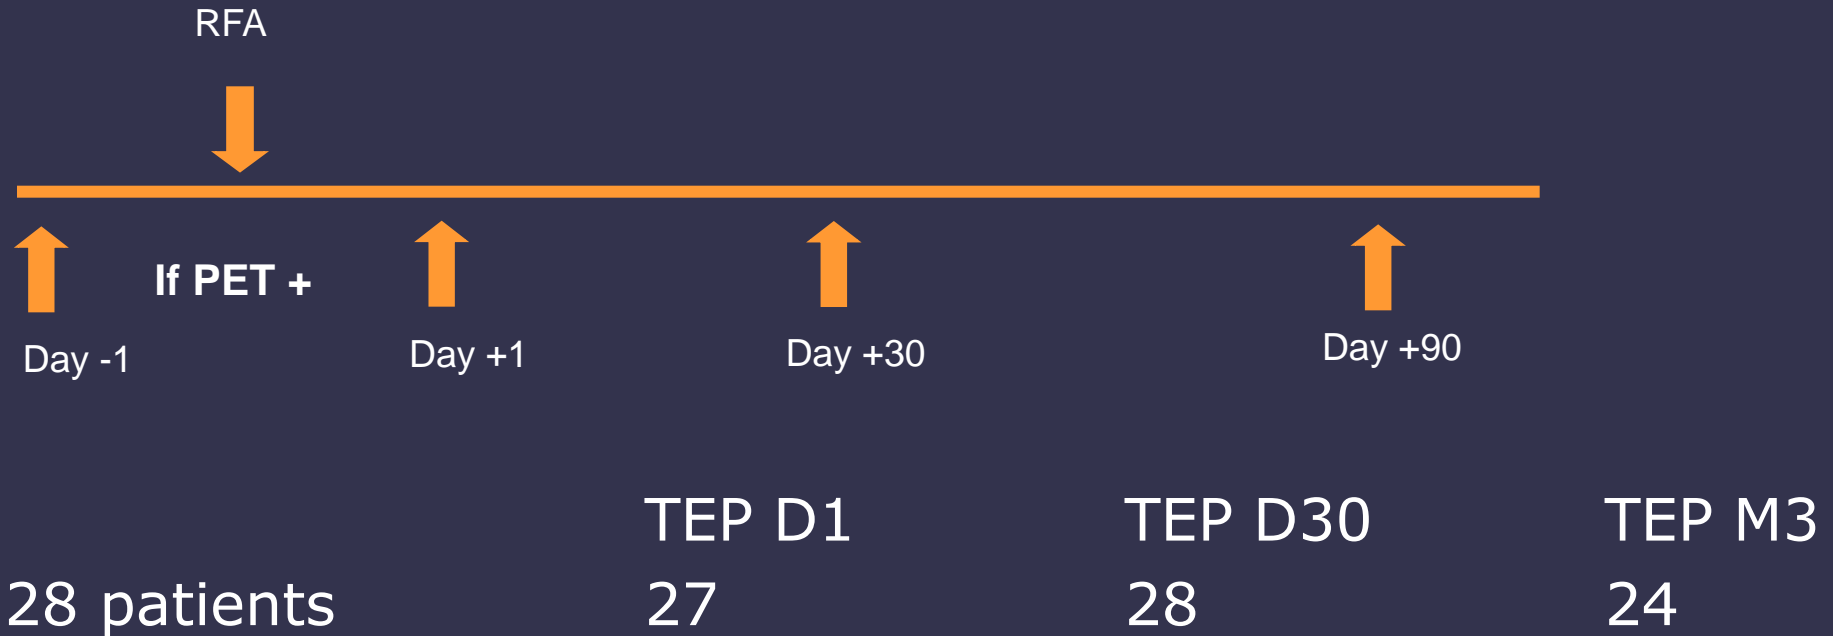 RFA
If PET +
Day -1
Day +1
Day +30
Day +90
TEP D1 TEP D30 TEP M3
28 patients 27 28 24